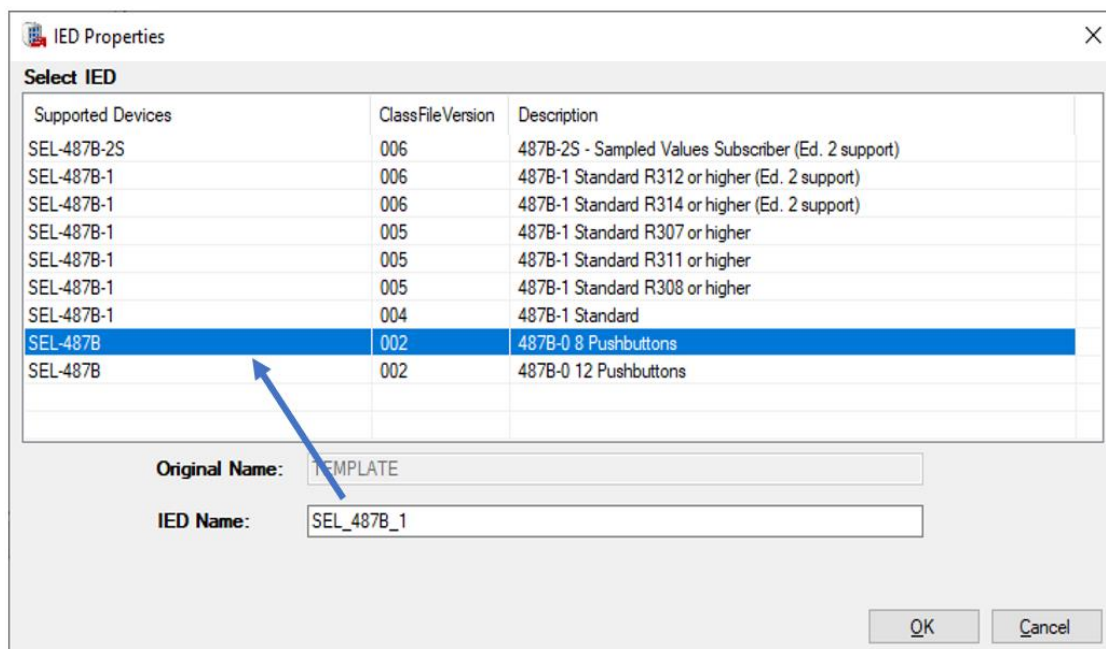 IED Properties
Select IED
Supported Devices ClassFileVersion Description
SEL-487B-2S 006 487B-2S - Sampled Values Subscriber (Ed. 2 support)
SEL-487B-1 006 487B-1 Standard R312 or higher (Ed. 2 support)
SEL-487B-1 006 487B-1 Standard R314 or higher (Ed. 2 support)
SEL-487B-1 005 487B-1 Standard R307 or higher
SEL-487B-1 005 487B-1 Standard R311 or higher
SEL-487B-1 005 487B-1 Standard R308 or higher
SEL-487B-1 004 487B-1 Standard
SEL-487B 002 487B-0 8 Pushbuttons
SEL-487B 002 487B-0 12 Pushbuttons
Original Name: TEMPLATE
IED Name: SEL_487B_1
OK Cancel